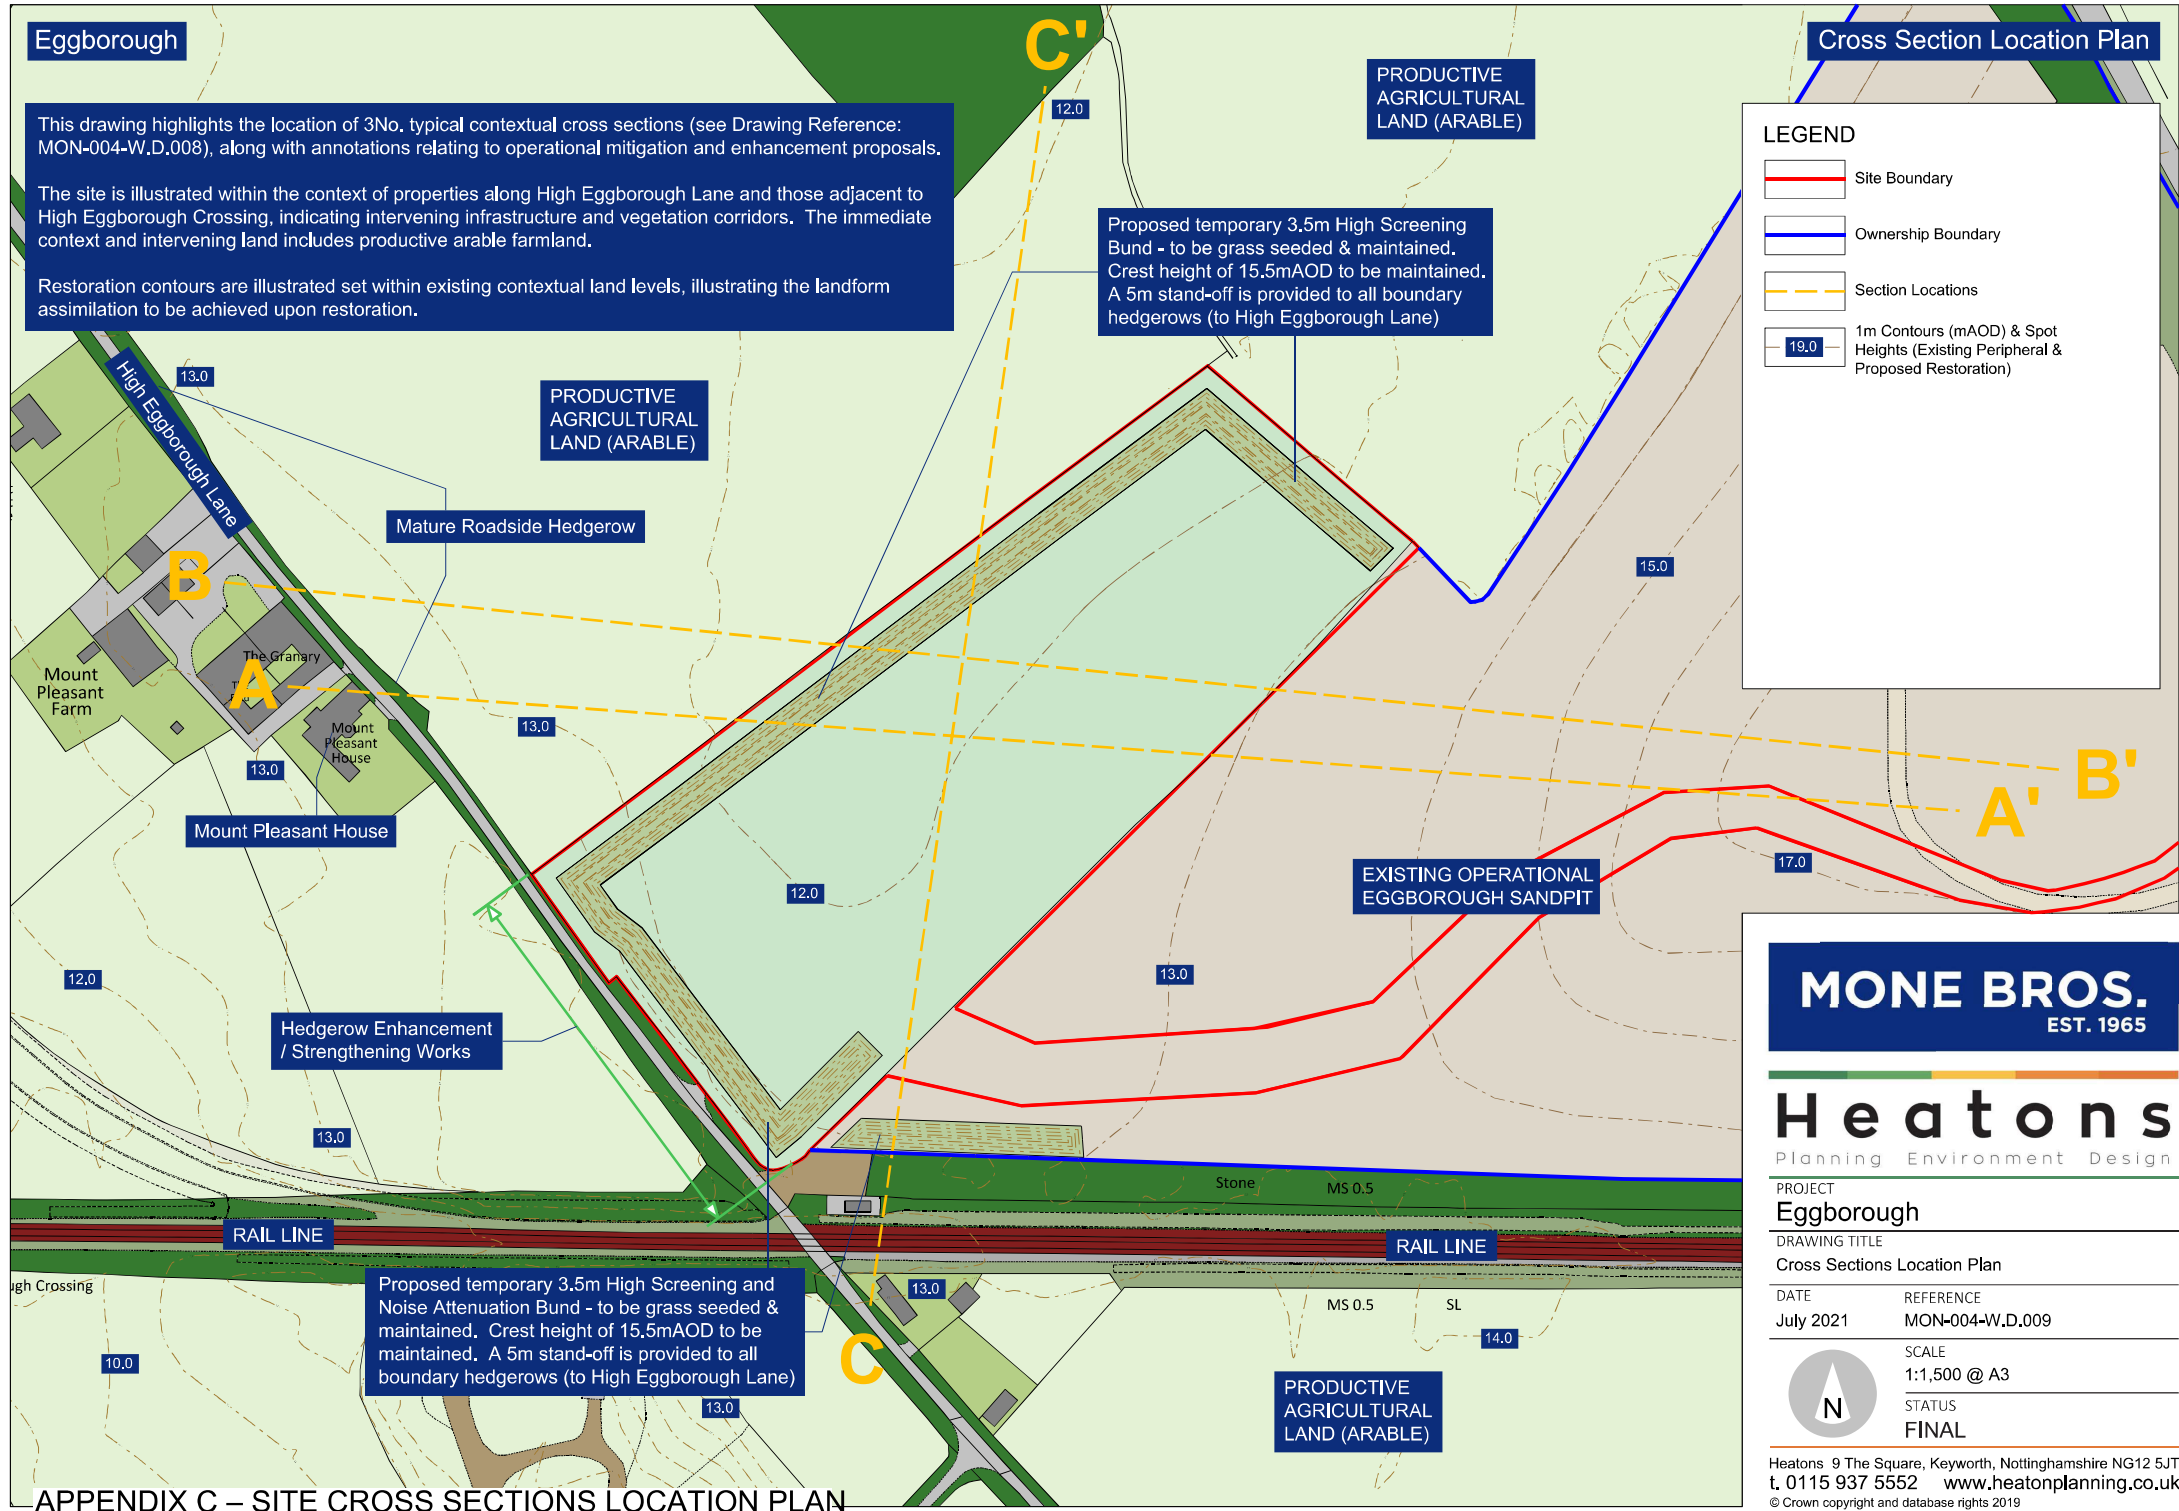 Eggborough
Cross Section Location Plan
This drawing highlights the location of 3No. typical contextual cross sections (see Drawing Reference:
MON-004-W.D.008), along with annotations relating to operational mitigation and enhancement proposals.
The site is illustrated within the context of properties along High Eggborough Lane and those adjacent to
High Eggborough Crossing, indicating intervening infrastructure and vegetation corridors. The immediate
context and intervening land includes productive arable farmland.
Restoration contours are illustrated set within existing contextual land levels, illustrating the landform
assimilation to be achieved upon restoration.
C'
12.0
PRODUCTIVE
AGRICULTURAL
LAND (ARABLE)
LEGEND
Site Boundary
Ownership Boundary
Section Locations
19.0
1m Contours (mAOD) & Spot
Heights (Existing Peripheral &
Proposed Restoration)
Proposed temporary 3.5m High Screening
Bund - to be grass seeded & maintained.
Crest height of 15.5mAOD to be maintained.
A 5m stand-off is provided to all boundary
hedgerows (to High Eggborough Lane)
High Eggborough Lane
13.0
PRODUCTIVE
AGRICULTURAL
LAND (ARABLE)
Mature Roadside Hedgerow
B
15.0
The Granary
A
Mount
Pleasant
Farm
Mount
Pleasant
House
13.0
13.0
Mount Pleasant House
B'
A'
17.0
12.0
EXISTING OPERATIONAL
EGGBOROUGH SANDPIT
12.0
13.0
Hedgerow Enhancement
/ Strengthening Works
13.0
Stone
MS 0.5
RAIL LINE
RAIL LINE
ugh Crossing
Proposed temporary 3.5m High Screening and
Noise Attenuation Bund - to be grass seeded &
maintained. Crest height of 15.5mAOD to be
maintained. A 5m stand-off is provided to all
boundary hedgerows (to High Eggborough Lane)
13.0
MS 0.5
SL
14.0
C
10.0
13.0
PRODUCTIVE
AGRICULTURAL
LAND (ARABLE)
MONE BROS.
EST. 1965
Heatons
Planning Environment Design
PROJECT
Eggborough
DRAWING TITLE
Cross Sections Location Plan
DATE
July 2021
REFERENCE
MON-004-W.D.009
SCALE
1:1,500 @ A3
STATUS
FINAL
N
Heatons 9 The Square, Keyworth, Nottinghamshire NG12 5JT
t. 0115 937 5552 www.heatonplanning.co.uk
© Crown copyright and database rights 2019
APPENDIX C – SITE CROSS SECTIONS LOCATION PLAN